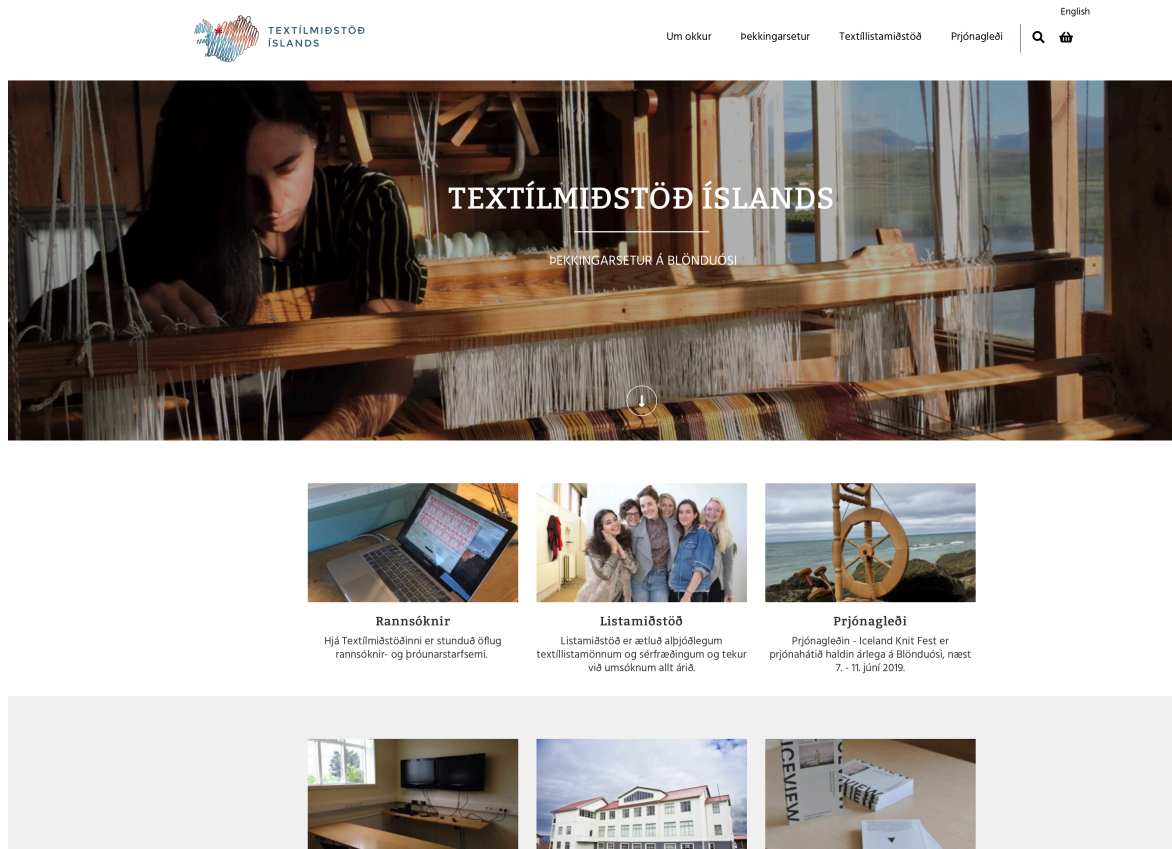 English
TEXTÍLMIÐSTÖÐ
ÍSLANDS
Um okkur Þekkingarsetur Textíllistamiðstöð Prjónagleði
TEXTÍLMIÐSTÖÐ ÍSLANDS
ÞEKKINGARSETUR Á BLÖNDUÓSI
Rannsóknir
Hjá Textílmiðstöðinni er stunduð öflug
rannsóknir- og þróunarstarfsemi.
Listamiðstöð
Listamiðstöð er ætluð alþjóðlegum
textíllistamönnum og sérfræðingum og tekur
við umsóknum allt árið.
Prjónagleði
Prjónagleðin - Iceland Knit Fest er
prjónahátíð haldin árlega á Blönduósi, næst
7. - 11. júní 2019.
ICEVIEW